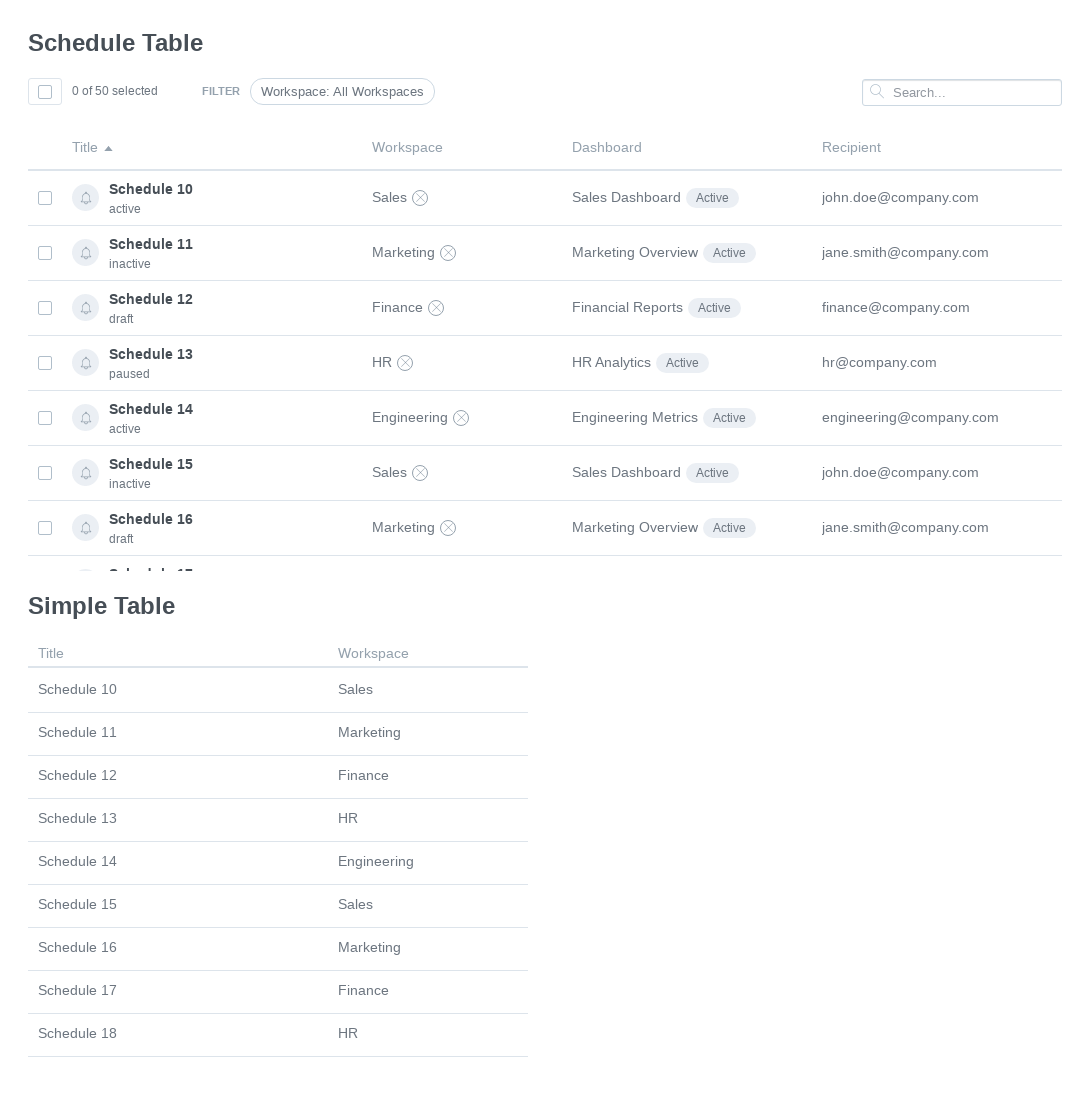 Schedule Table
0 of 50 selected FILTER Workspace: All Workspaces Search...
Title Workspace Dashboard Recipient
Schedule 10
active
Sales Sales Dashboard Active john.doe@company.com
Schedule 11
inactive
Marketing Marketing Overview Active jane.smith@company.com
Schedule 12
draft
Finance Financial Reports Active finance@company.com
Schedule 13
paused
HR HR Analytics Active hr@company.com
Schedule 14
active
Engineering Engineering Metrics Active engineering@company.com
Schedule 15
inactive
Sales Sales Dashboard Active john.doe@company.com
Schedule 16
draft
Marketing Marketing Overview Active jane.smith@company.com
Simple Table
Title Workspace
Schedule 10 Sales
Schedule 11 Marketing
Schedule 12 Finance
Schedule 13 HR
Schedule 14 Engineering
Schedule 15 Sales
Schedule 16 Marketing
Schedule 17 Finance
Schedule 18 HR